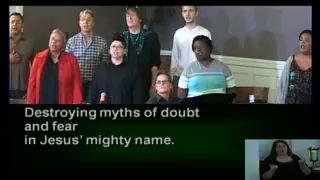 Destroying myths of doubt
and fear
in Jesus' mighty name.